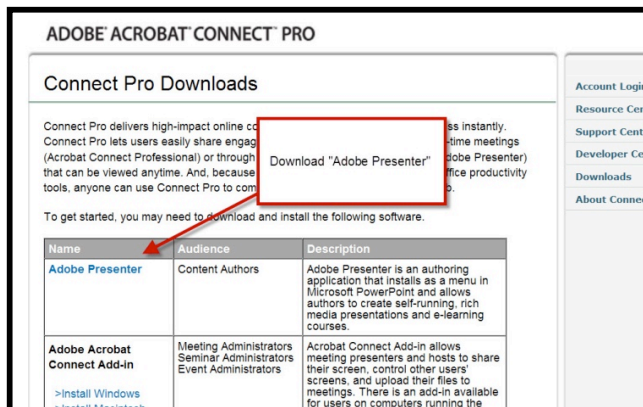 ADOBE® ACROBAT® CONNECT™ PRO
Connect Pro Downloads
Connect Pro delivers high-impact online co ss instantly.
Connect Pro lets users easily share engag -time meetings
(Acrobat Connect Professional) or through dobe Presenter)
that can be viewed anytime. And, because ffice productivity
tools, anyone can use Connect Pro to com b.
Download "Adobe Presenter"
To get started, you may need to download and install the following software.
Name Audience Description
Adobe Presenter Content Authors Adobe Presenter is an authoring
application that installs as a menu in
Microsoft PowerPoint and allows
authors to create self-running, rich
media presentations and e-learning
courses.
Adobe Acrobat Meeting Administrators Acrobat Connect Add-in allows
Connect Add-in Seminar Administrators meeting presenters and hosts to share
Event Administrators their screen, control other users'
screens, and upload their files to
>Install Windows meetings. There is an add-in available
>Install Macintosh for users on computers running the
Account Login
Resource Cen
Support Cent
Developer Ce
Downloads
About Connec